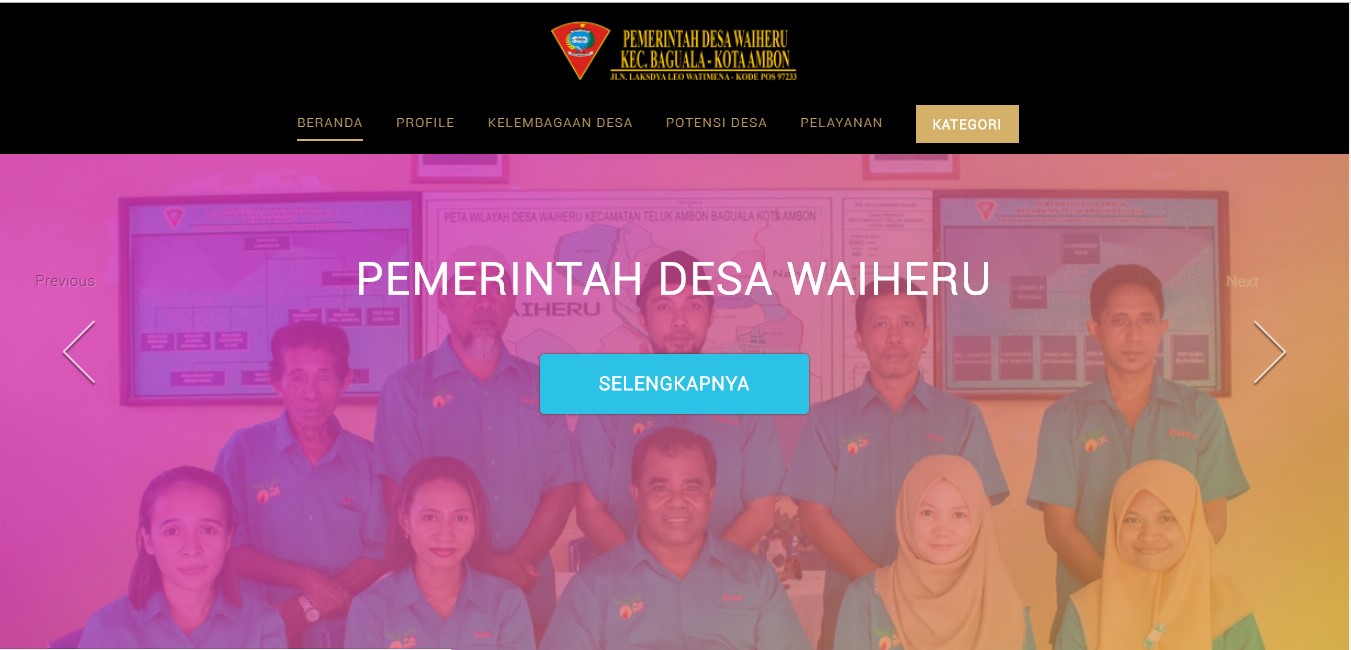 PEMERINTAH DESA WAIHERU
KEC. BAGUALA - KOTA AMBON
JLN. LAKSDYA LEO WATIMENA - KODE POS 97233
BERANDA
PROFILE
KELEMBAGAAN DESA
POTENSI DESA
PELAYANAN
KATEGORI
PETA WILAYAH DESA WAIHERU KECAMATAN TELUK AMBON BAGUALA KOTA AMBON
Previous
PEMERINTAH DESA WAIHERU
Next
AIHERU
SELENGKAPNYA